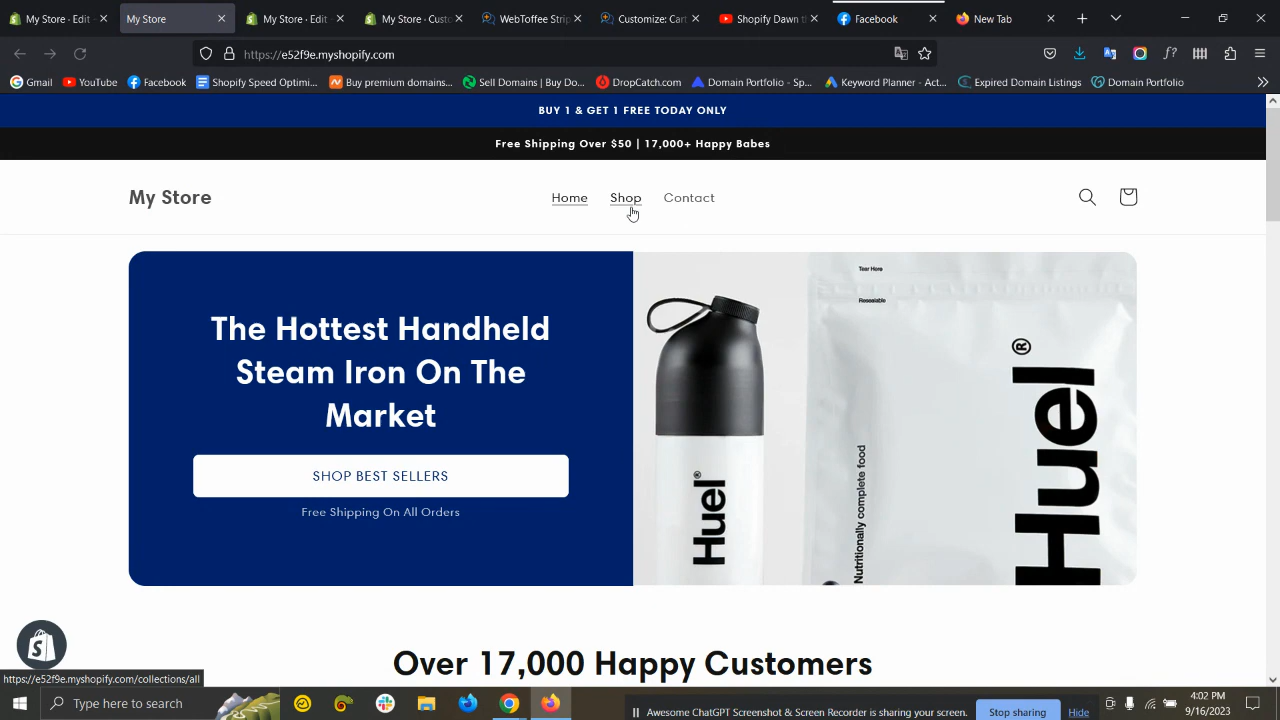 My Store · Edit ·
My Store
My Store · Edit ·
My Store · Custo
WebToffee Strip
Customize: Cart
Shopify Dawn th
Facebook
New Tab
https://e52f9e.myshopify.com
Gmail
YouTube
Facebook
Shopify Speed Optimi...
Buy premium domains...
Sell Domains | Buy Do...
DropCatch.com
Domain Portfolio - Sp...
Keyword Planner - Act...
Expired Domain Listings
Domain Portfolio
BUY 1 & GET 1 FREE TODAY ONLY
Free Shipping Over $50 | 17,000+ Happy Babes
My Store
Home
Shop
Contact
The Hottest Handheld
Steam Iron On The
Market
SHOP BEST SELLERS
Free Shipping On All Orders
Tear Here
Resealable
Huel®
Nutritionally complete food
Huel®
Over 17,000 Happy Customers
https://e52f9e.myshopify.com/collections/all
Type here to search
Awesome ChatGPT Screenshot & Screen Recorder is sharing your screen.
Stop sharing
Hide
4:02 PM
9/16/2023